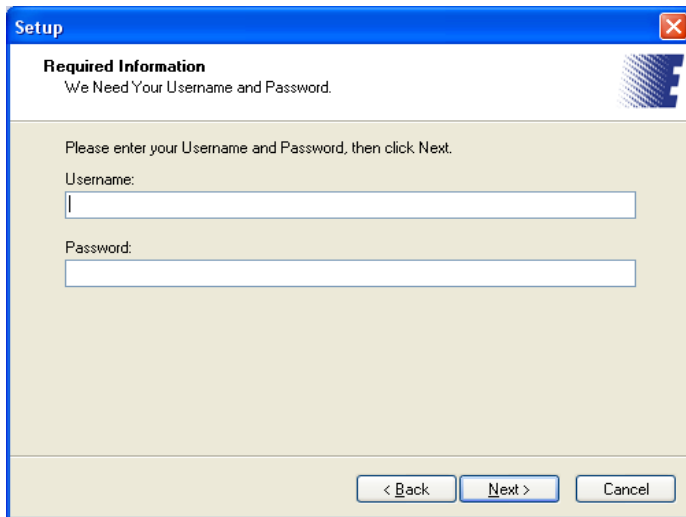 Setup
Required Information
We Need Your Username and Password.
E
Please enter your Username and Password, then click Next.
Username:
Password:
< Back
Next >
Cancel